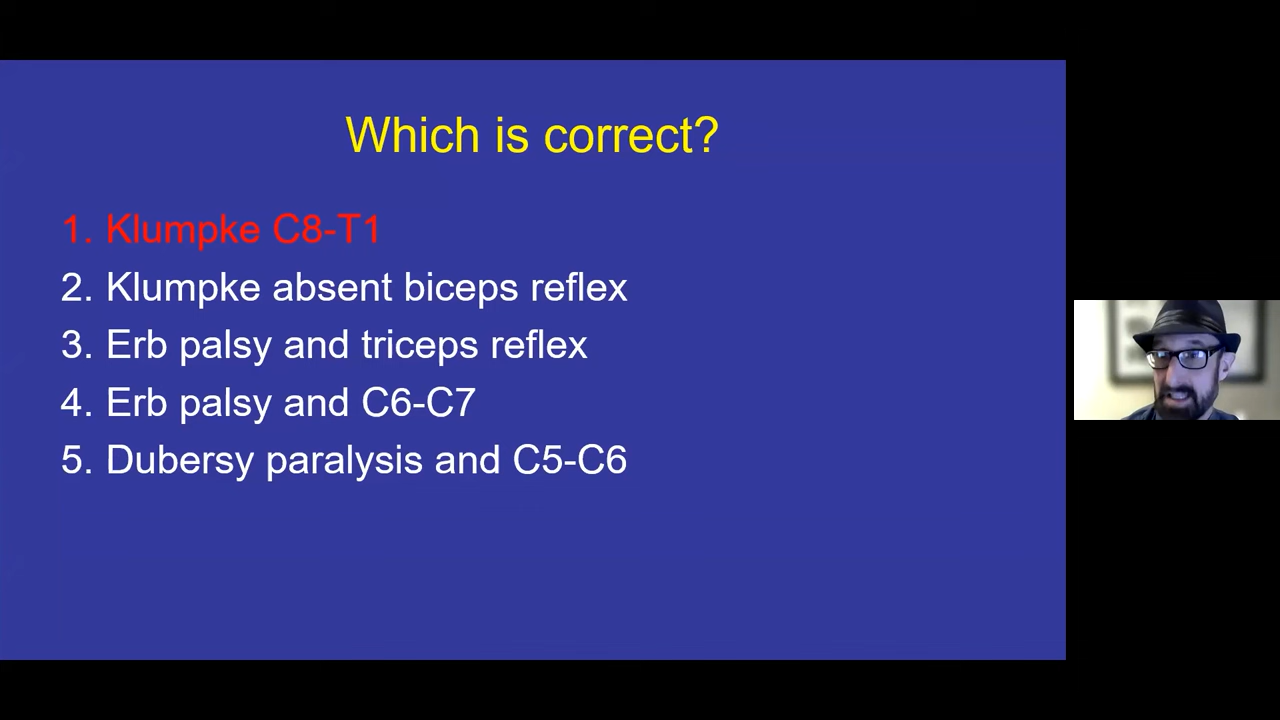 Which is correct?
1. Klumpke C8-T1
2. Klumpke absent biceps reflex
3. Erb palsy and triceps reflex
4. Erb palsy and C6-C7
5. Dubersy paralysis and C5-C6